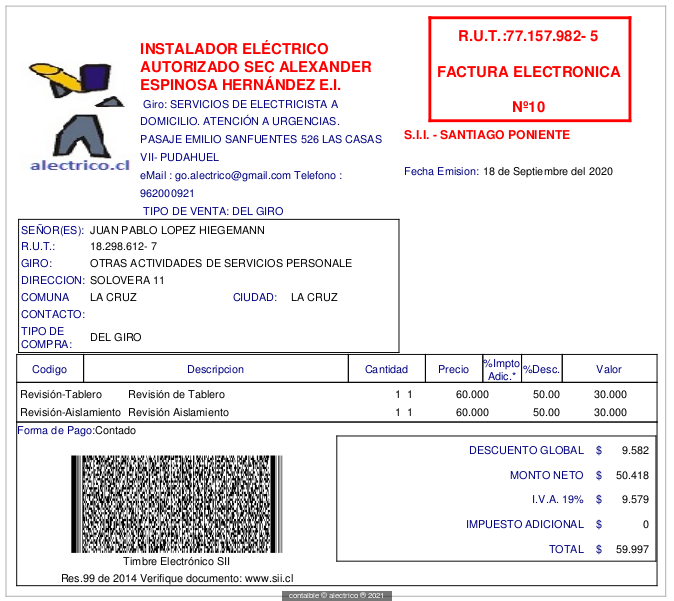 alectrico.cl
INSTALADOR ELÉCTRICO
AUTORIZADO SEC ALEXANDER
ESPINOSA HERNÁNDEZ E.I.
Giro: SERVICIOS DE ELECTRICISTA A
DOMICILIO. ATENCIÓN A URGENCIAS.
PASAJE EMILIO SANFUENTES 526 LAS CASAS
VII- PUDAHUEL
eMail : go.alectrico@gmail.com Telefono :
962000921
TIPO DE VENTA: DEL GIRO
R.U.T.:77.157.982- 5
FACTURA ELECTRONICA
Nº10
S.I.I. - SANTIAGO PONIENTE
Fecha Emision: 18 de Septiembre del 2020
SEÑOR(ES): JUAN PABLO LOPEZ HIEGEMANN
R.U.T.: 18.298.612- 7
GIRO: OTRAS ACTIVIDADES DE SERVICIOS PERSONALE
DIRECCION: SOLOVERA 11
COMUNA LA CRUZ CIUDAD: LA CRUZ
CONTACTO:
TIPO DE
COMPRA: DEL GIRO
Codigo Descripcion Cantidad Precio %Impto Adic.* %Desc. Valor
Revisión-Tablero Revisión de Tablero 1 1 60.000 50.00 30.000
Revisión-Aislamiento Revisión Aislamiento 1 1 60.000 50.00 30.000
Forma de Pago:Contado
DESCUENTO GLOBAL $ 9.582
MONTO NETO $ 50.418
I.V.A. 19% $ 9.579
IMPUESTO ADICIONAL $ 0
TOTAL $ 59.997
Timbre Electrónico SII
Res.99 de 2014 Verifique documento: www.sii.cl
contaible © alectrico ® 2021